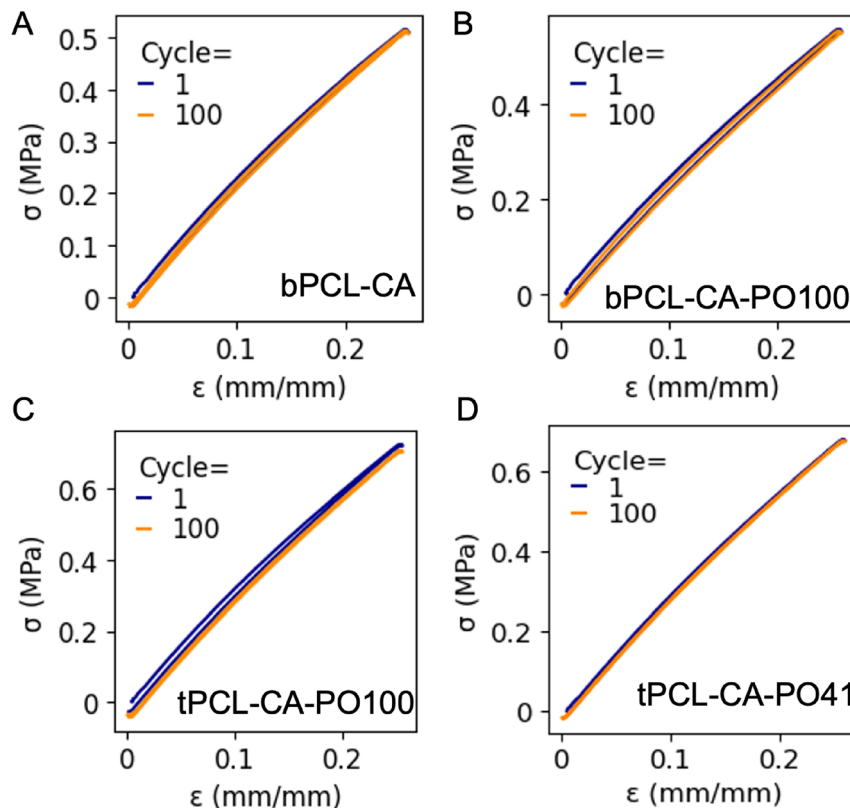 A
σ (MPa)
0.5
0.4
0.3
0.2
0.1
0
Cycle=
1
100
bPCL-CA
0
0.1
0.2
ε (mm/mm)
B
σ (MPa)
0.4
0.2
0
Cycle=
1
100
bPCL-CA-PO100
0
0.1
0.2
ε (mm/mm)
C
σ (MPa)
0.6
0.4
0.2
0
Cycle=
1
100
tPCL-CA-PO100
0
0.1
0.2
ε (mm/mm)
D
σ (MPa)
0.6
0.4
0.2
0
Cycle=
1
100
tPCL-CA-PO41
0
0.1
0.2
ε (mm/mm)